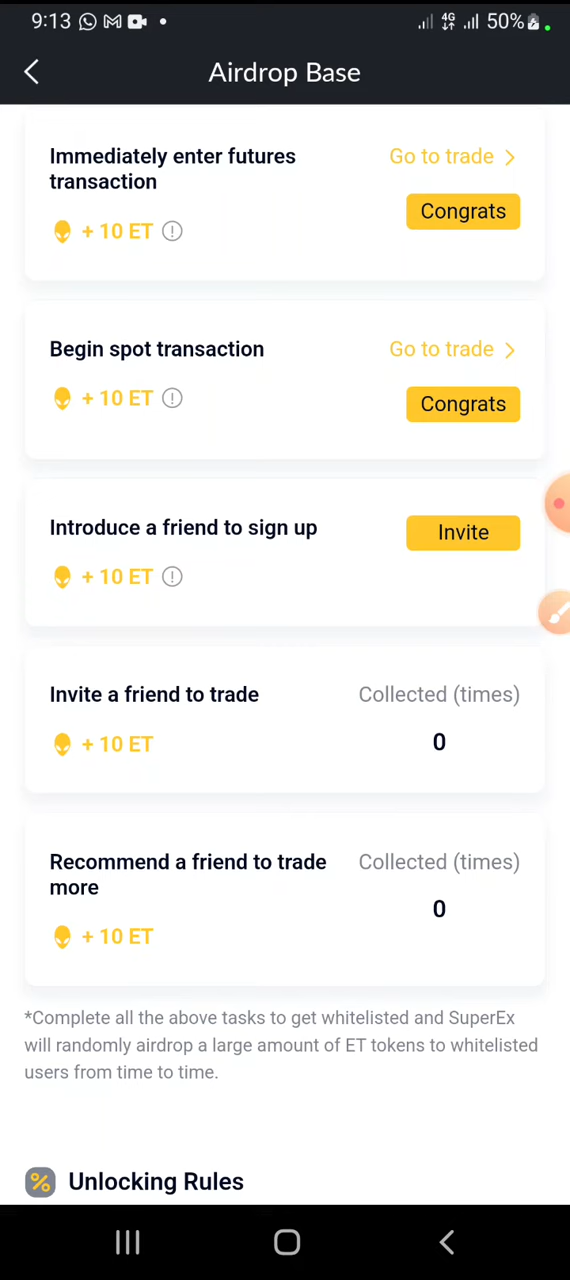 9:13
4G
50%
Airdrop Base
Immediately enter futures
transaction
Go to trade >
+ 10 ET
Congrats
Begin spot transaction
Go to trade >
+ 10 ET
Congrats
Introduce a friend to sign up
Invite
+ 10 ET
Invite a friend to trade
Collected (times)
+ 10 ET
0
Recommend a friend to trade
more
Collected (times)
0
+ 10 ET
*Complete all the above tasks to get whitelisted and SuperEx
will randomly airdrop a large amount of ET tokens to whitelisted
users from time to time.
% Unlocking Rules